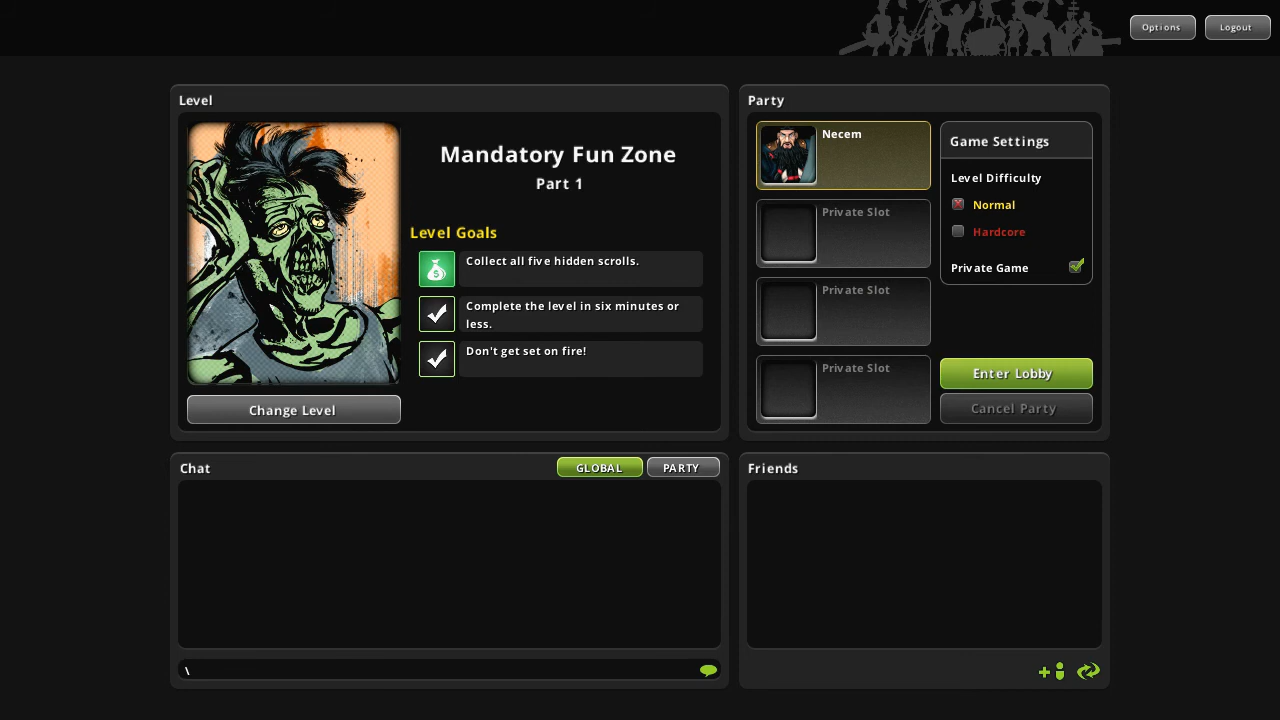 Options
Logout
Level
Mandatory Fun Zone
Part 1
Level Goals
Collect all five hidden scrolls.
Complete the level in six minutes or
less.
Don't get set on fire!
Change Level
Party
Necem
Private Slot
Private Slot
Private Slot
Game Settings
Level Difficulty
Normal
Hardcore
Private Game
Enter Lobby
Cancel Party
Chat
GLOBAL
PARTY
\
Friends